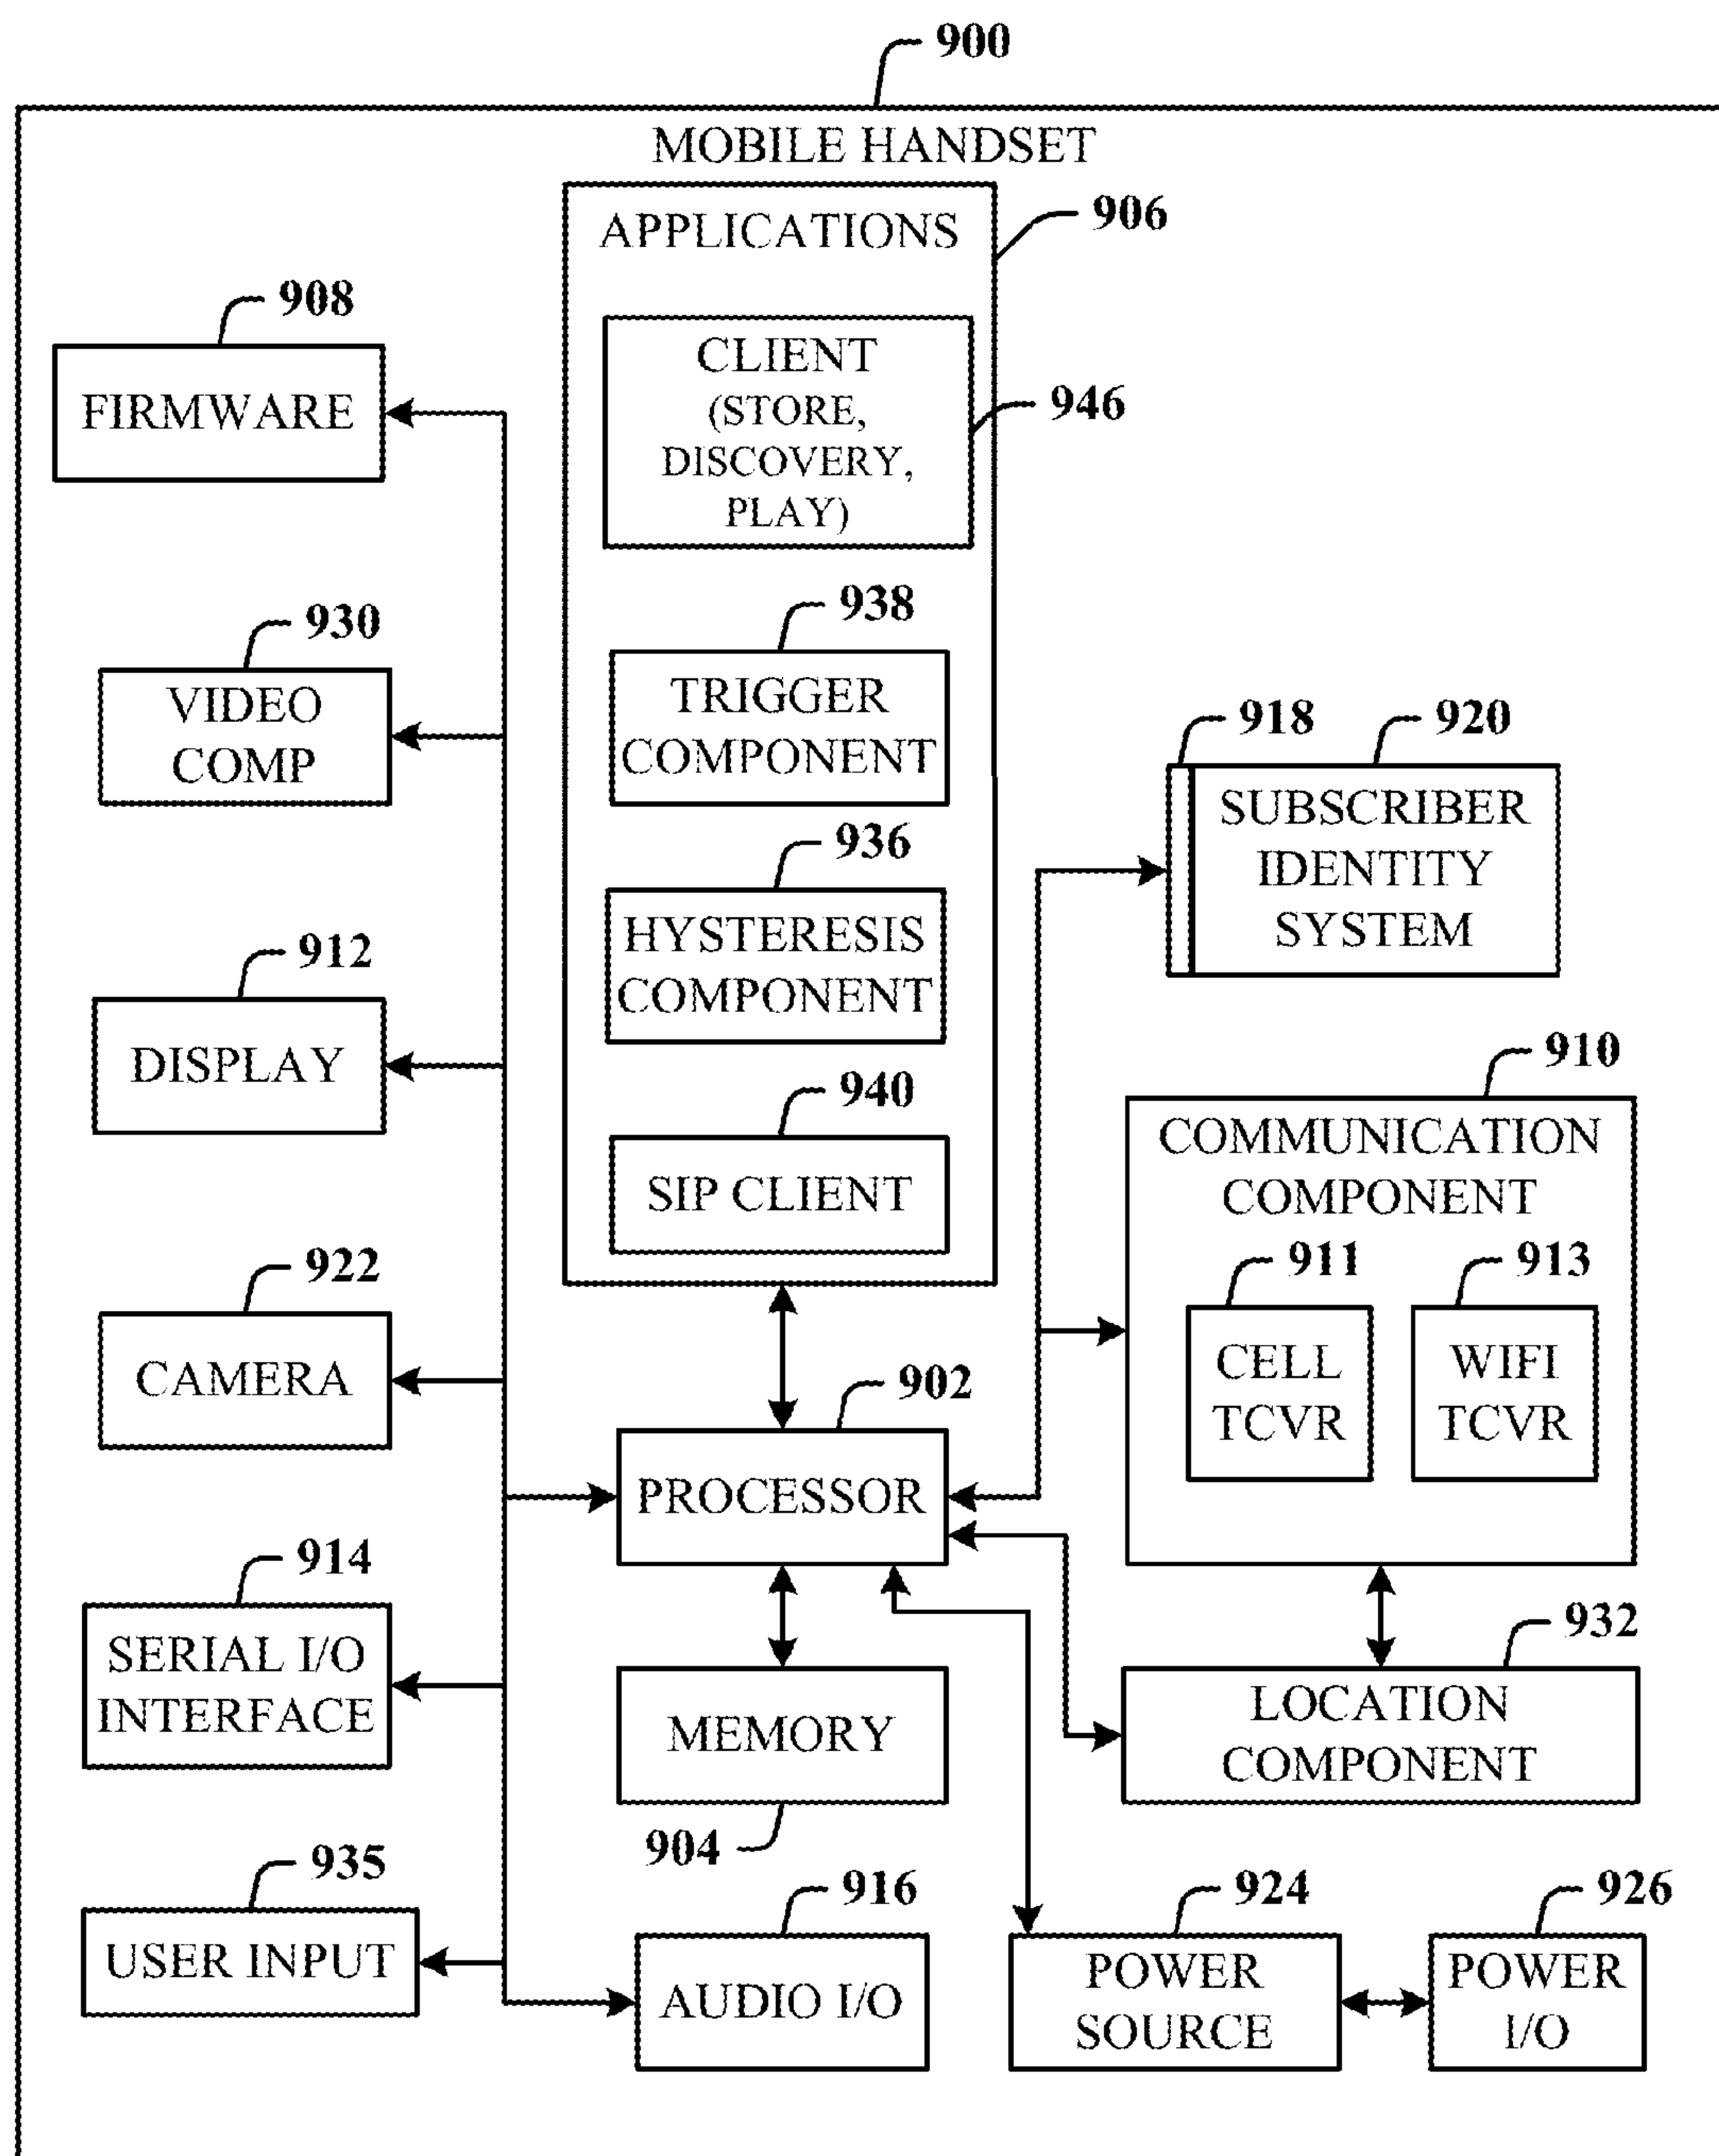 900
MOBILE HANDSET
APPLICATIONS
906
CLIENT
(STORE,
DISCOVERY,
PLAY)
946
938
TRIGGER
COMPONENT
936
HYSTERESIS
COMPONENT
940
SIP CLIENT
908
FIRMWARE
930
VIDEO
COMP
912
DISPLAY
922
CAMERA
914
SERIAL I/O
INTERFACE
935
USER INPUT
902
PROCESSOR
MEMORY
904
916
AUDIO I/O
918
920
SUBSCRIBER
IDENTITY
SYSTEM
910
COMMUNICATION
COMPONENT
911
CELL
TCVR
913
WIFI
TCVR
932
LOCATION
COMPONENT
924
POWER
SOURCE
926
POWER
I/O